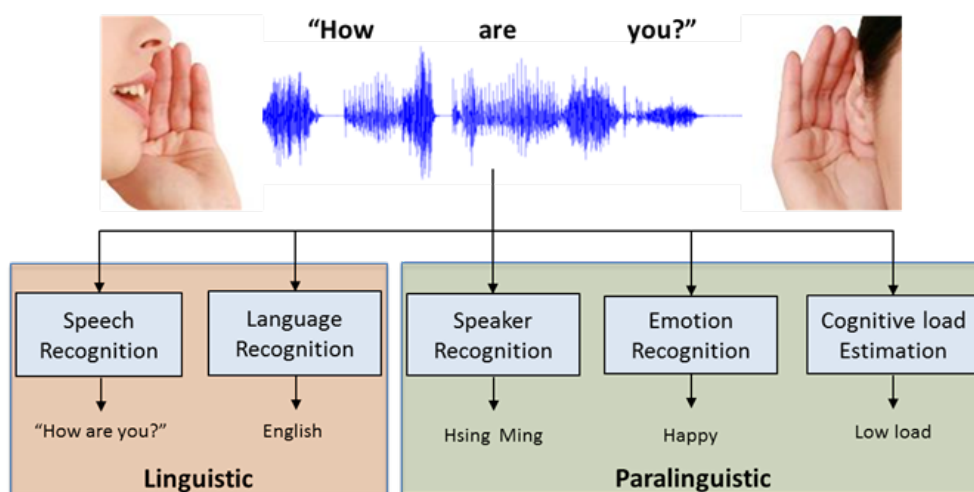 “How are you?”
Speech
Recognition
Language
Recognition
Speaker
Recognition
Emotion
Recognition
Cognitive load
Estimation
“How are you?”
English
Hsing Ming
Happy
Low load
Linguistic
Paralinguistic